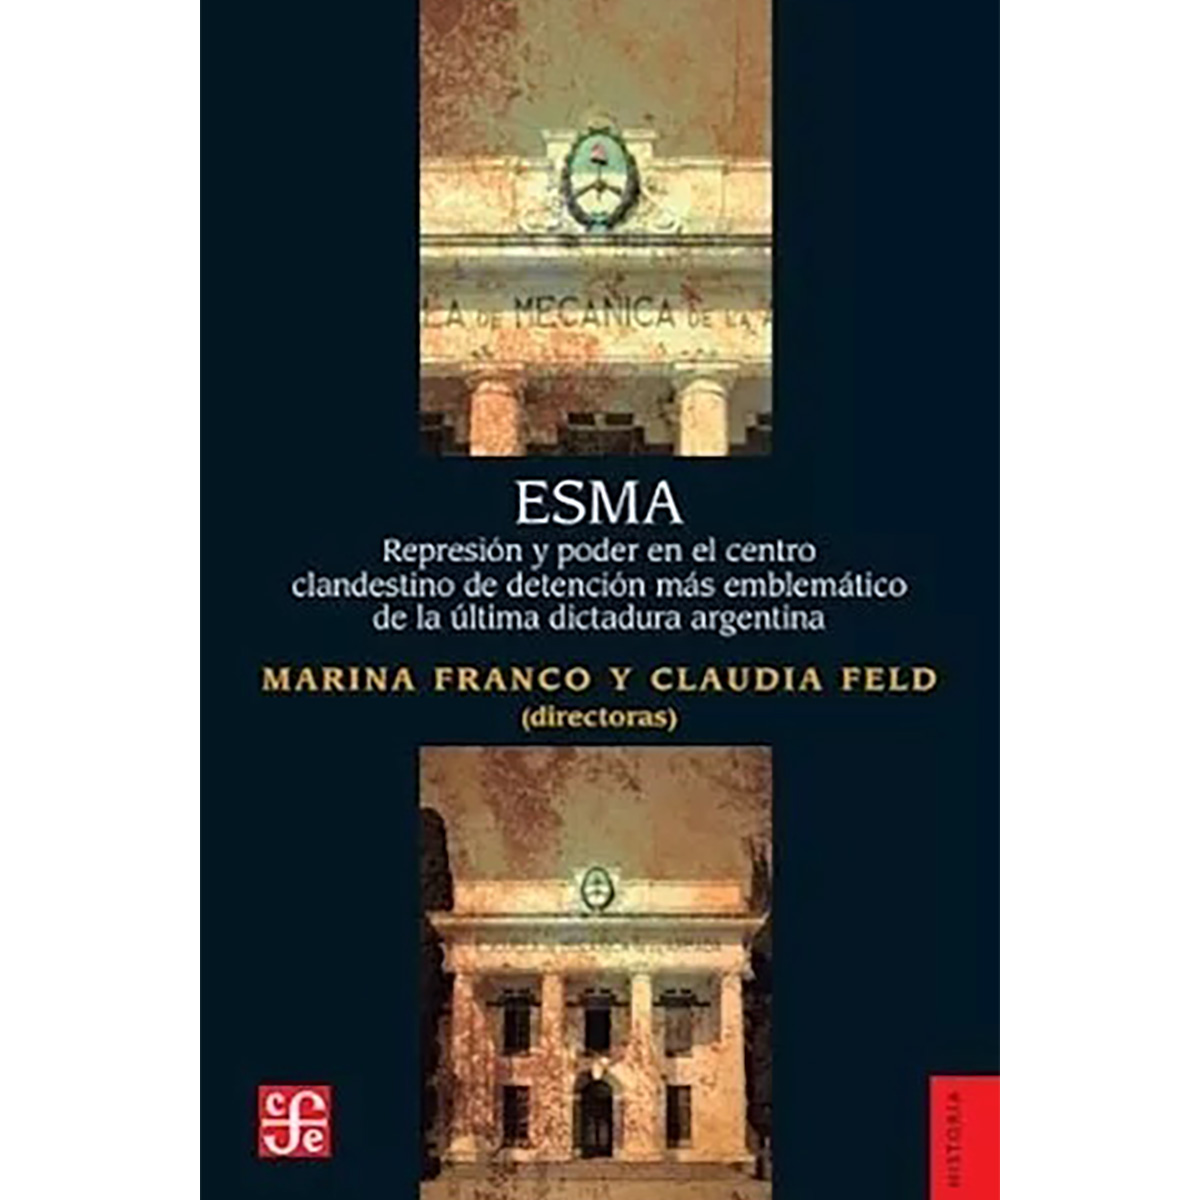 LA DE MECANICA DE LA A
ESMA
Represión y poder en el centro
clandestino de detención más emblemático
de la última dictadura argentina
MARINA FRANCO Y CLAUDIA FELD
(directoras)
cfe
HISTORIA